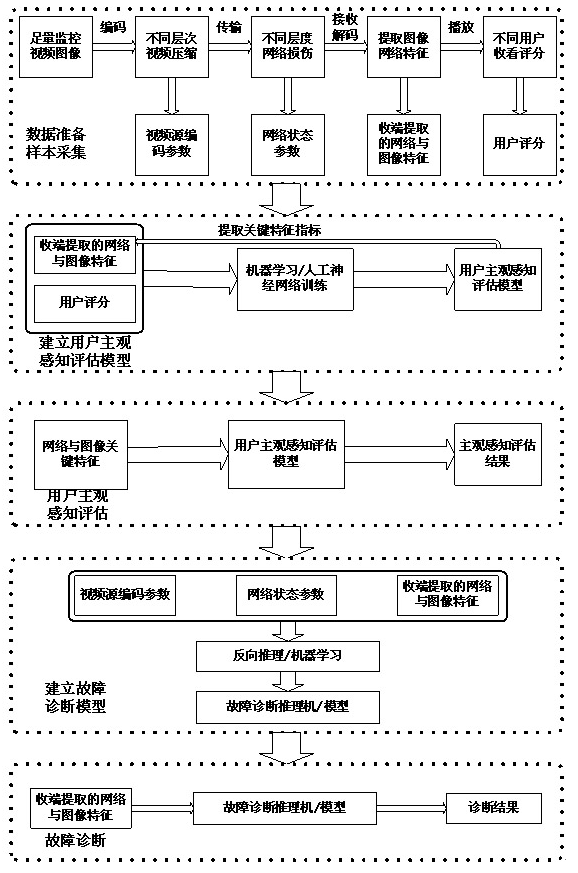 足量监控
视频图像
编码
不同层次
视频压缩
传输
不同层度
网络损伤
接收
解码
提取图像
网络特征
播放
不同用户
收看评分
数据准备
样本采集
视频源编
码参数
网络状态
参数
收端提取
的网络与
图像特征
用户评分
提取关键特征指标
收端提取的网络
与图像特征
用户评分
机器学习/人工神
经网络训练
用户主观感知
评估模型
建立用户主观
感知评估模型
网络与图像关
键特征
用户主观感知评估
模型
主观感知评估
结果
用户主观
感知评估
视频源编码参数
网络状态参数
收端提取的网络
与图像特征
反向推理/机器学习
建立故障
诊断模型
故障诊断推理机/模型
收端提取的网络
与图像特征
故障诊断推理机/模型
诊断结果
故障诊断